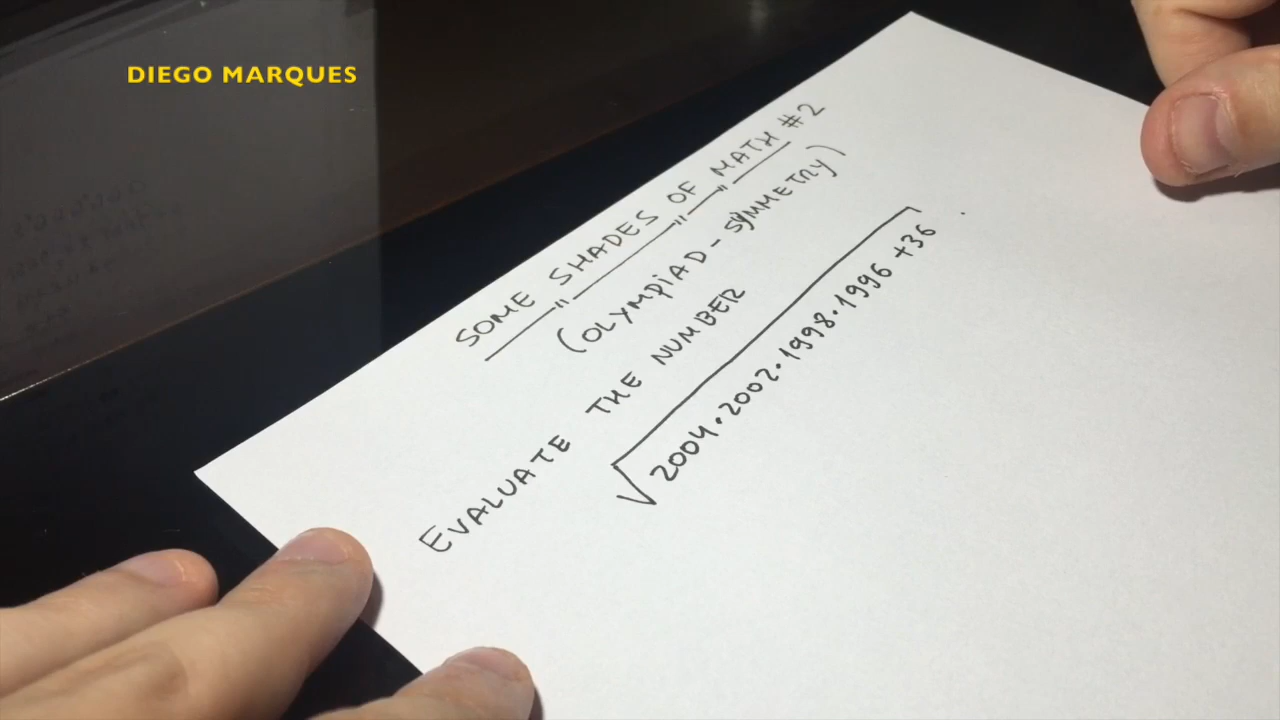 DIEGO MARQUES
SOME SHADES OF MATH #2
(OLYMPIAD - SYMMETRY)
EVALUATE THE NUMBER
√2004·2002·1998·1996+36 .